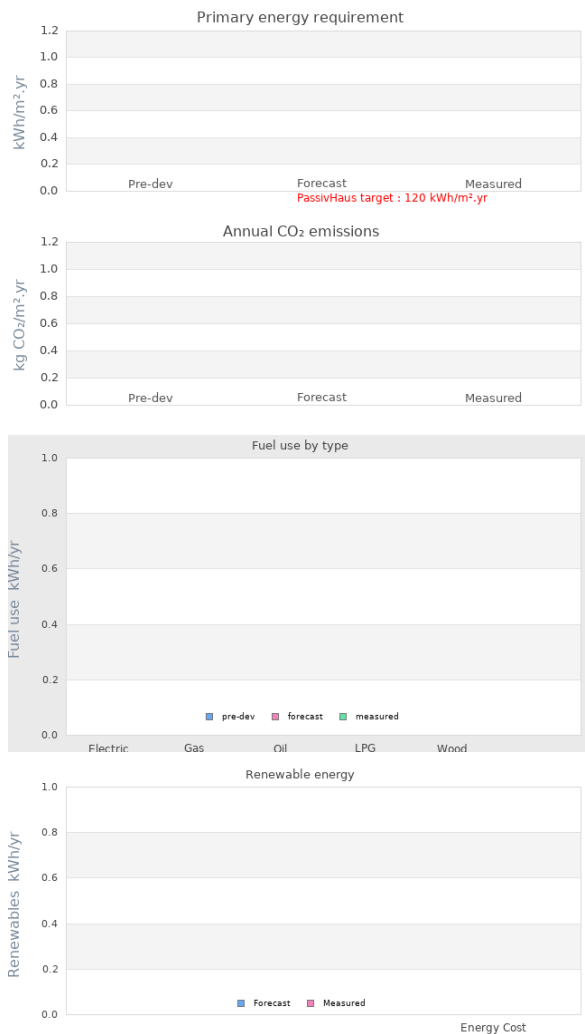 Primary energy requirement
kWh/m².yr
1.2
1.0
0.8
0.6
0.4
0.2
0.0
Pre-dev Forecast Measured
PassivHaus target : 120 kWh/m².yr
Annual CO₂ emissions
kg CO₂/m².yr
1.2
1.0
0.8
0.6
0.4
0.2
0.0
Pre-dev Forecast Measured
Fuel use by type
Fuel use kWh/yr
1.0
0.8
0.6
0.4
0.2
0.0
pre-dev forecast measured
Electric Gas Oil LPG Wood
Renewable energy
Renewables kWh/yr
1.0
0.8
0.6
0.4
0.2
0.0
Forecast Measured
Energy Cost